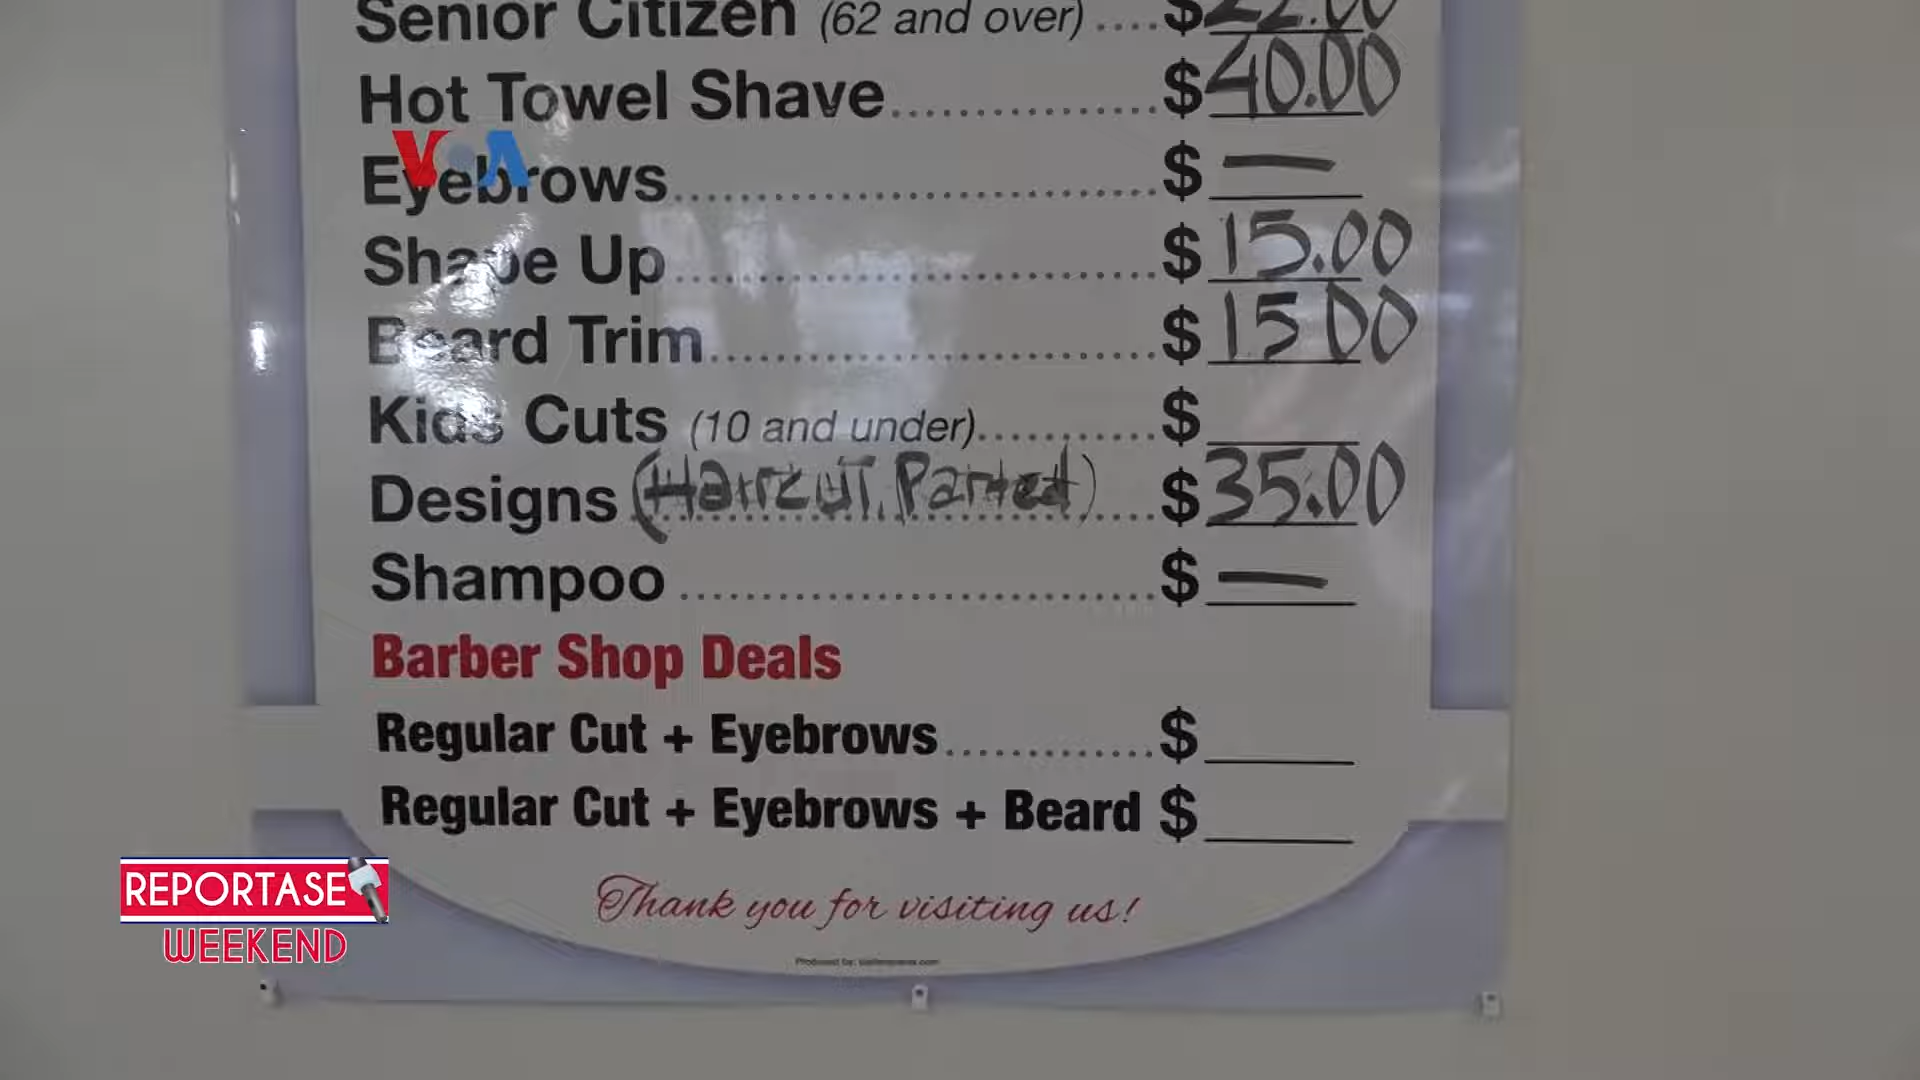 Senior Citizen (62 and over) .... $22.00
Hot Towel Shave.................... $40.00
VOA
Eyebrows.................................... $ —
Shape Up.................................... $ 15.00
Beard Trim.................................. $ 15.00
Kids Cuts (10 and under)............ $
Designs (Haircut, Parted) $35.00
Shampoo .................................... $ —
Barber Shop Deals
Regular Cut + Eyebrows................ $
Regular Cut + Eyebrows + Beard $
REPORTASE
WEEKEND
Thank you for visiting us!